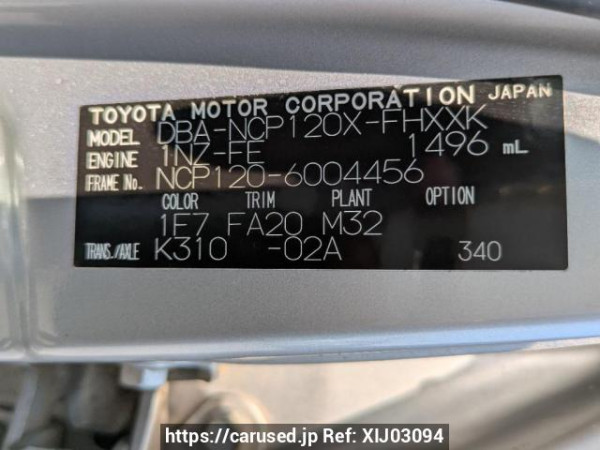 TOYOTA MOTOR CORPORATION JAPAN
MODEL DBA-NCP120X-FHXXK
ENGINE 1NZ-FE 1496 mL
FRAME No. NCP120-6004456
COLOR TRIM PLANT OPTION
1E7 FA20 M32
TRANS./AXLE K310 -02A 340
https://carused.jp Ref: XIJ03094